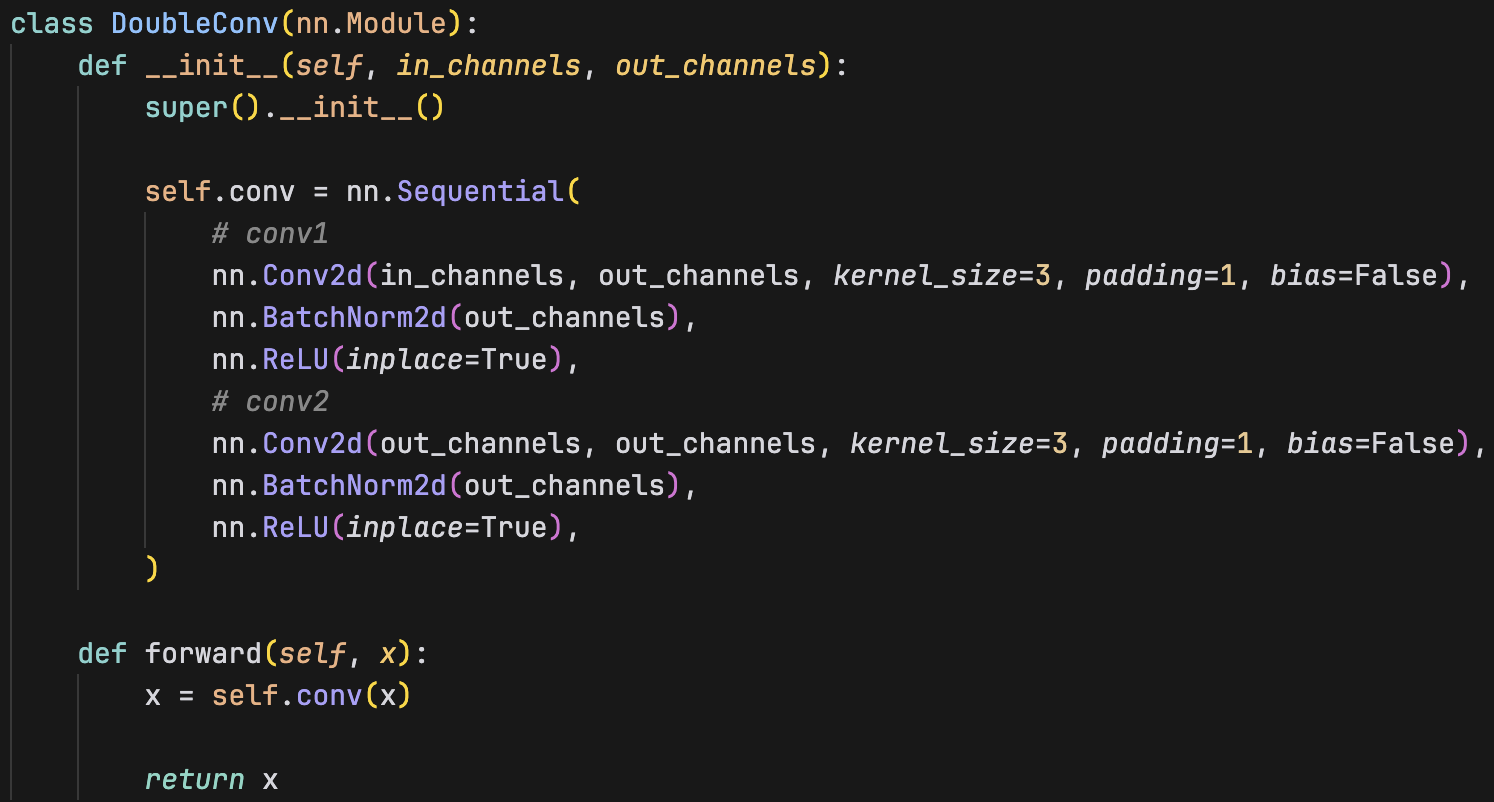 class DoubleConv(nn.Module):
    def __init__(self, in_channels, out_channels):
        super().__init__()

        self.conv = nn.Sequential(
            # conv1
            nn.Conv2d(in_channels, out_channels, kernel_size=3, padding=1, bias=False),
            nn.BatchNorm2d(out_channels),
            nn.ReLU(inplace=True),
            # conv2
            nn.Conv2d(out_channels, out_channels, kernel_size=3, padding=1, bias=False),
            nn.BatchNorm2d(out_channels),
            nn.ReLU(inplace=True),
        )

    def forward(self, x):
        x = self.conv(x)

        return x